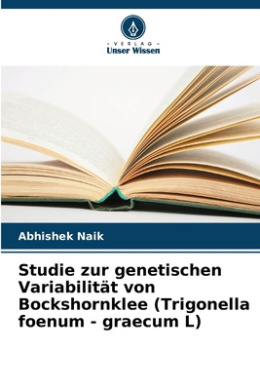 VERLAG
Unser Wissen
Abhishek Naik
Studie zur genetischen
Variabilität von
Bockshornklee (Trigonella
foenum - graecum L)